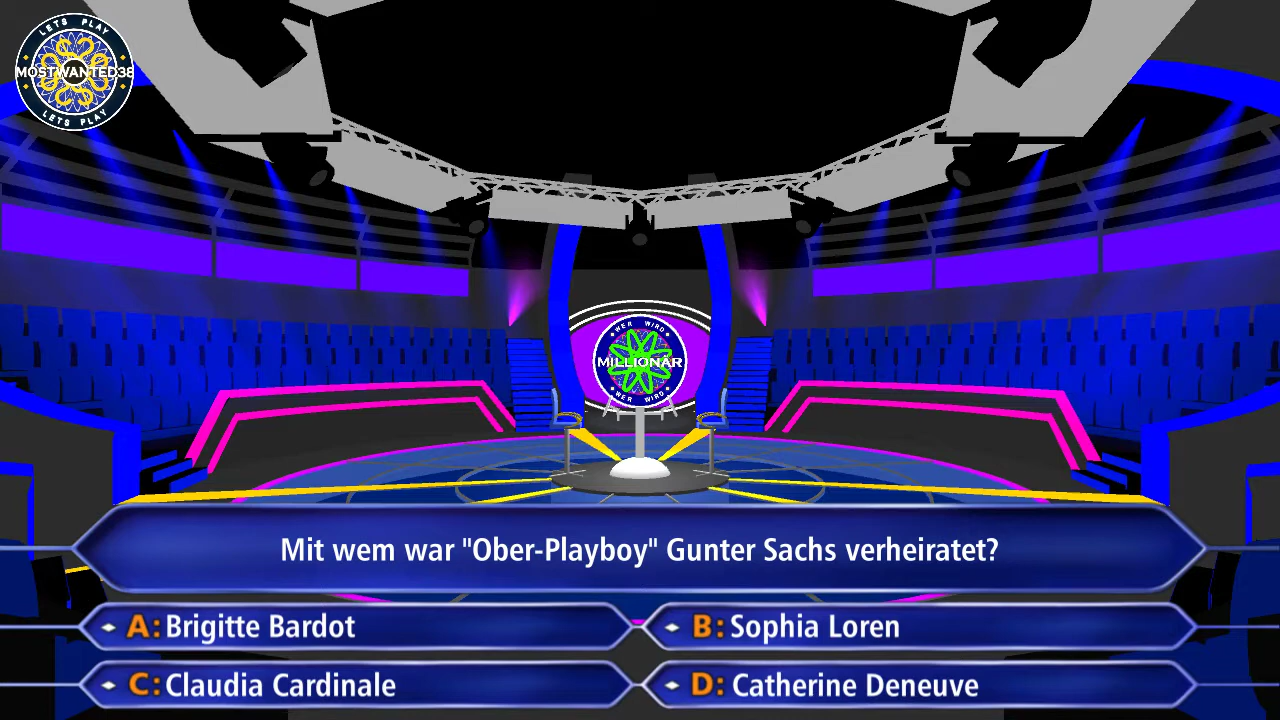 LETS PLAY
MOSTWANTED38
LETS PLAY
WER WIRD
MILLIONÄR
WER WIRD
Mit wem war "Ober-Playboy" Gunter Sachs verheiratet?
A: Brigitte Bardot
B: Sophia Loren
C: Claudia Cardinale
D: Catherine Deneuve